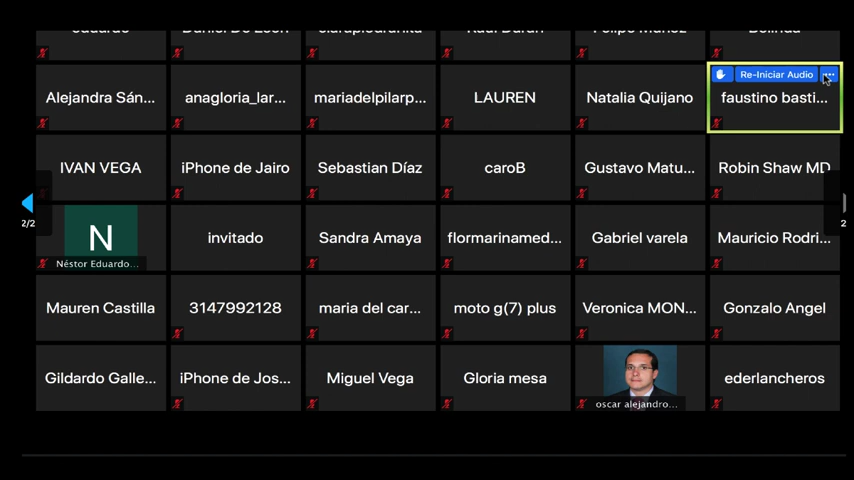 Alejandra Sán...
anagloria_lar...
mariadelpilarp...
LAUREN
Natalia Quijano
Re-Iniciar Audio
faustino basti...
IVAN VEGA
iPhone de Jairo
Sebastian Díaz
caroB
Gustavo Matu...
Robin Shaw MD
2/2
2
N
Néstor Eduardo...
invitado
Sandra Amaya
flormarinamed...
Gabriel varela
Mauricio Rodri...
Mauren Castilla
3147992128
maria del car...
moto g(7) plus
Veronica MON...
Gonzalo Angel
Gildardo Galle...
iPhone de Jos...
Miguel Vega
Gloria mesa
oscar alejandro...
ederlancheros